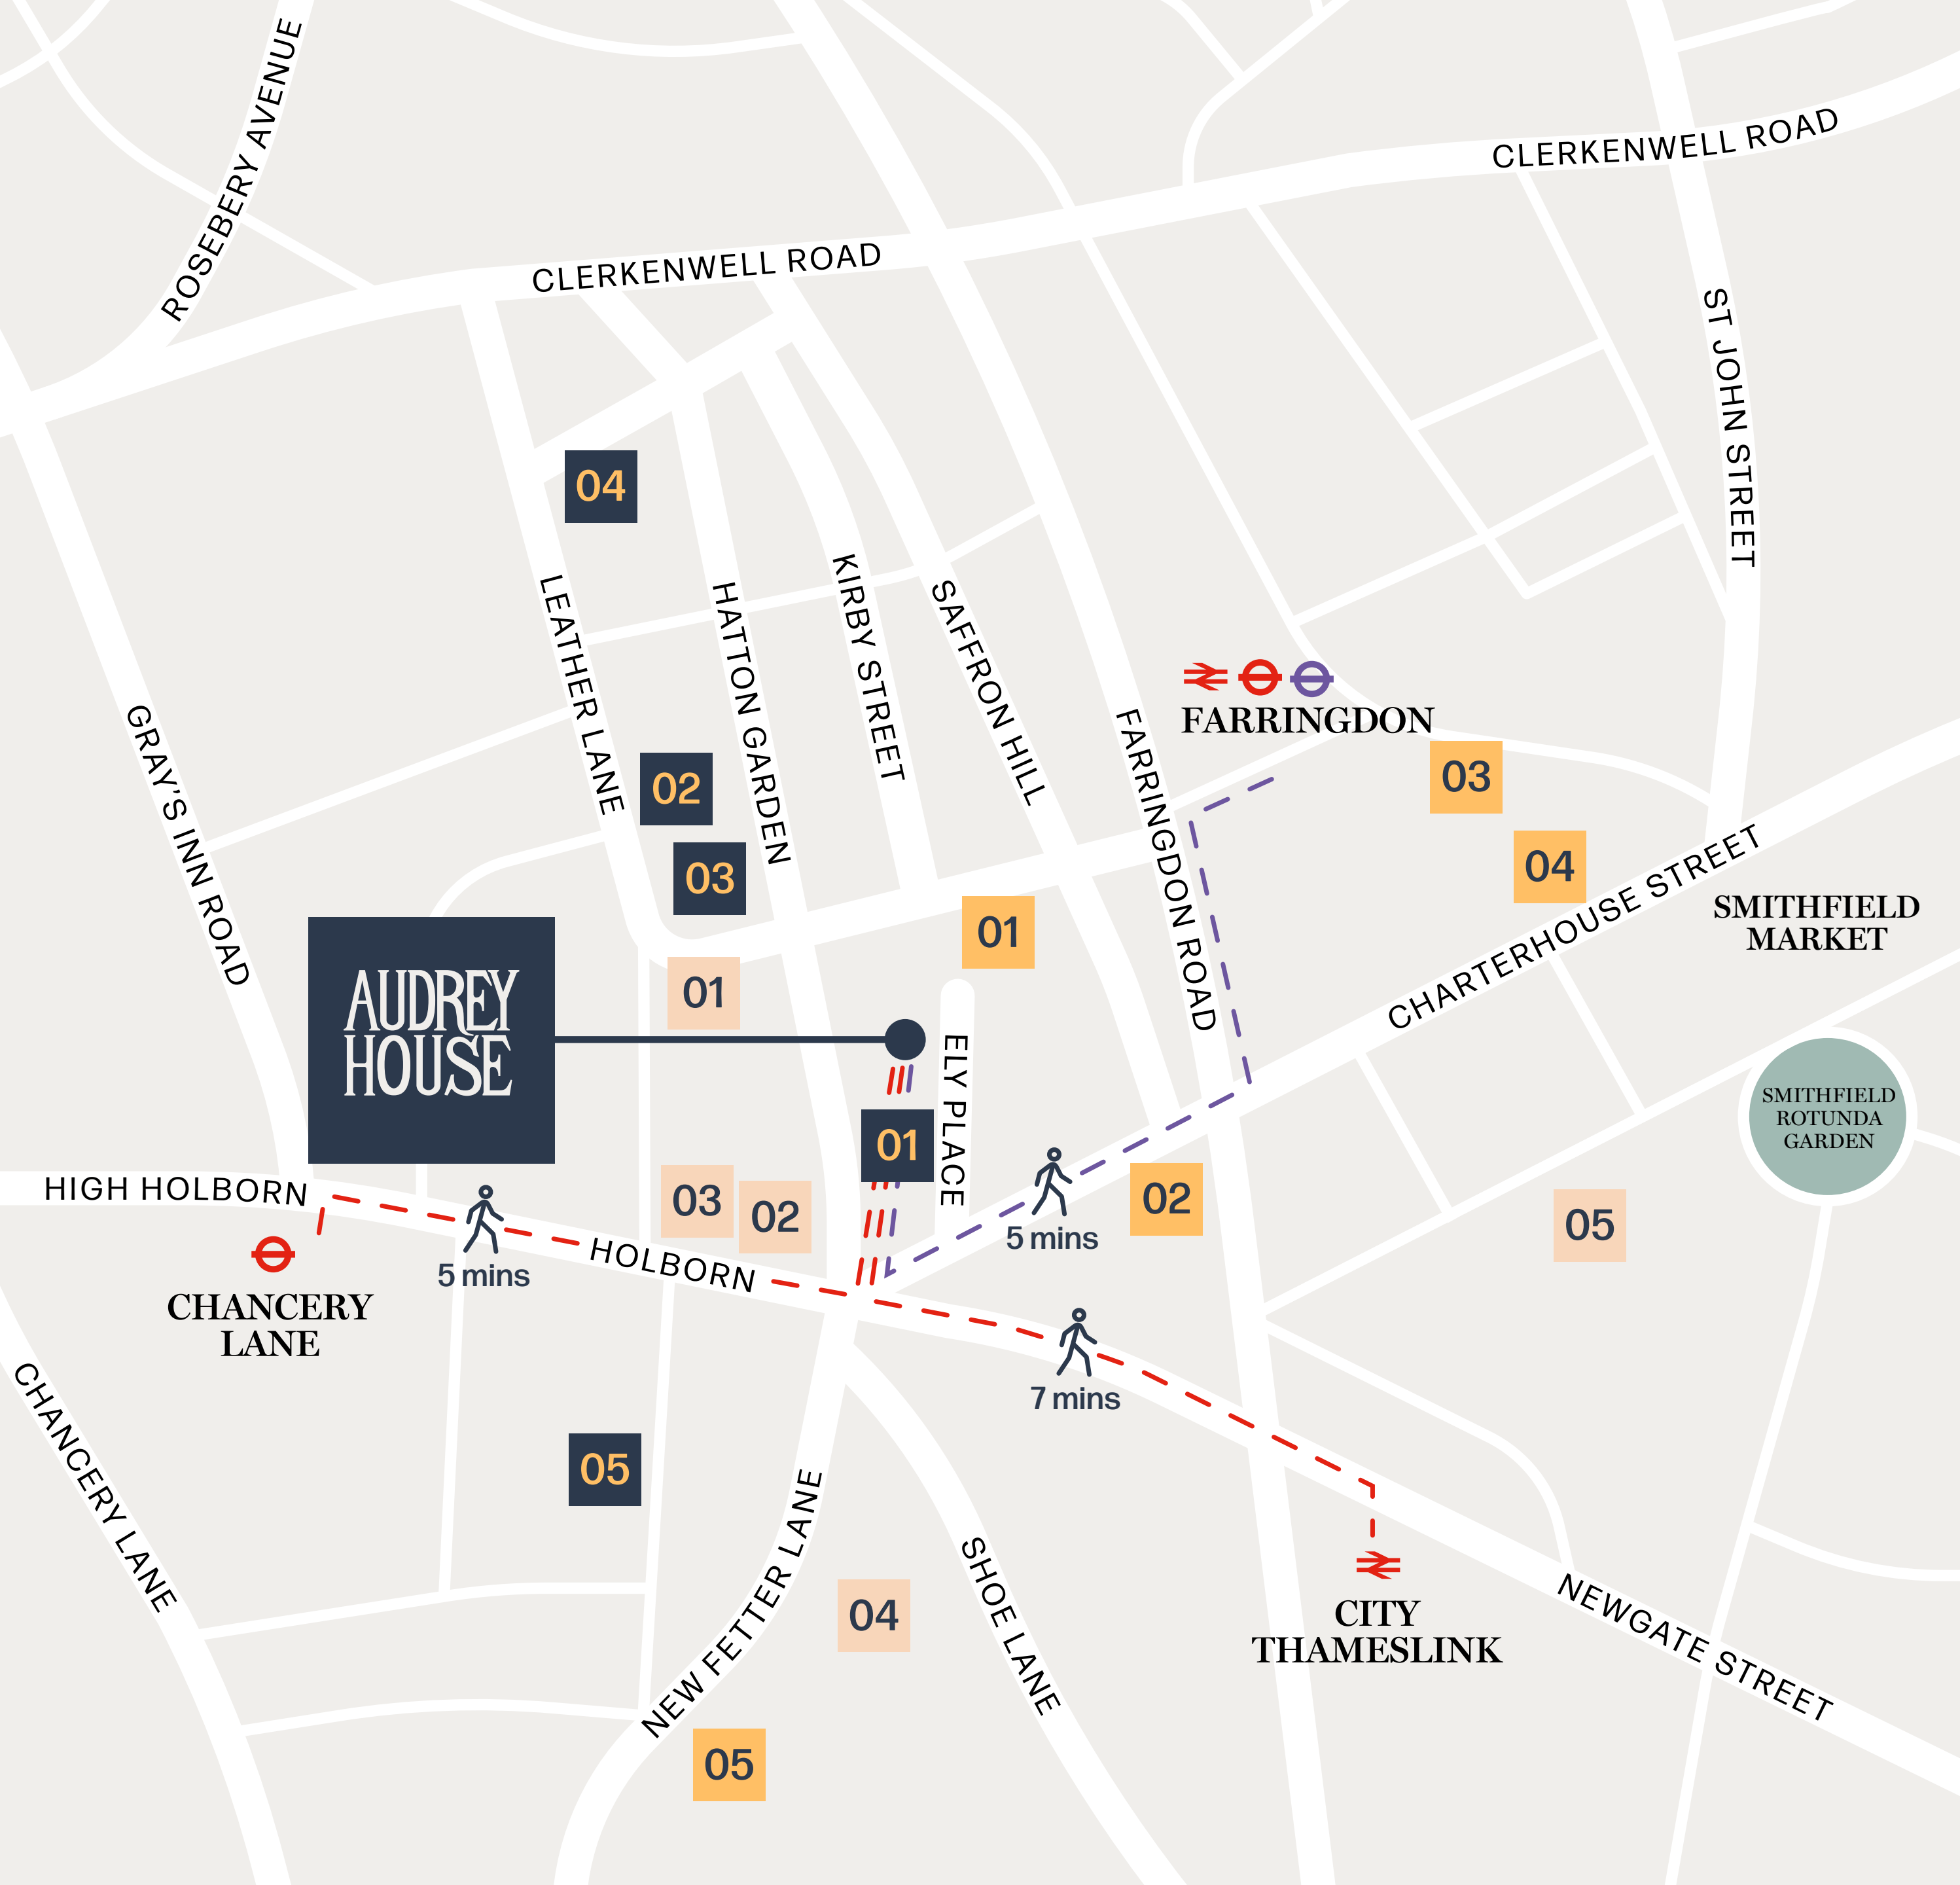 ROSEBERY AVENUE
CLERKENWELL ROAD
CLERKENWELL ROAD
ST JOHN STREET
04
LEATHER LANE
HATTON GARDEN
KIRBY STREET
SAFFRON HILL
FARRINGDON
GRAY'S INN ROAD
FARRINGDON ROAD
02
03
03
04
01
CHARTERHOUSE STREET
SMITHFIELD
MARKET
01
AUDREY
HOUSE
ELY PLACE
SMITHFIELD
ROTUNDA
GARDEN
01
HIGH HOLBORN
03
02
02
05
5 mins
5 mins
HOLBORN
CHANCERY
LANE
7 mins
CHANCERY LANE
05
NEW FETTER LANE
SHOE LANE
04
CITY
THAMESLINK
NEWGATE STREET
05